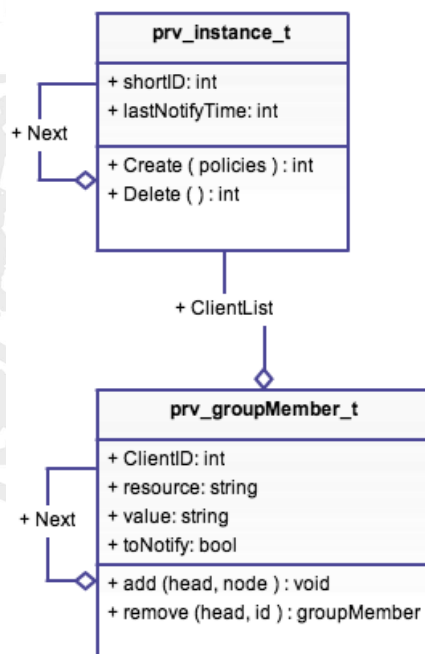 prv_instance_t
+ shortID: int
+ lastNotifyTime: int
+ Next
+ Create ( policies ) : int
+ Delete ( ) : int
+ ClientList
prv_groupMember_t
+ ClientID: int
+ resource: string
+ value: string
+ Next
+ toNotify: bool
+ add (head, node ) : void
+ remove (head, id ) : groupMember